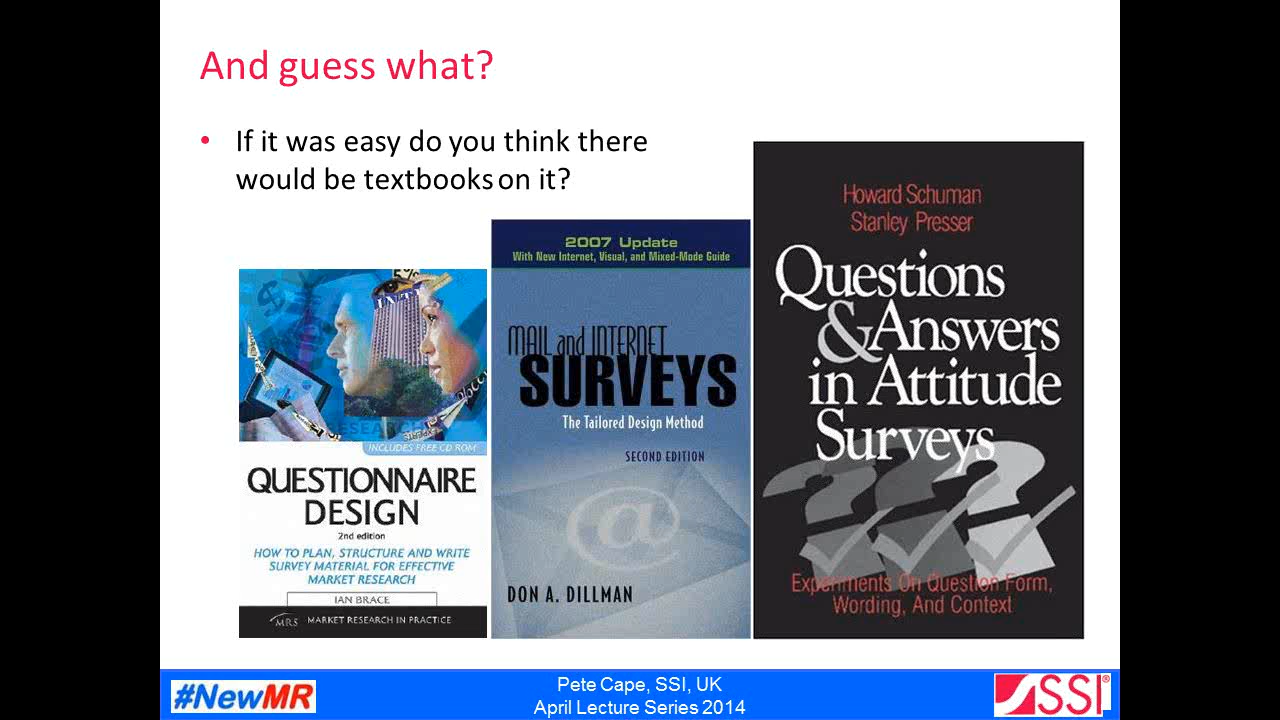 And guess what?
• If it was easy do you think there
would be textbooks on it?
INCLUDES FREE CD ROM
QUESTIONNAIRE
DESIGN
2nd edition
HOW TO PLAN, STRUCTURE AND WRITE
SURVEY MATERIAL FOR EFFECTIVE
MARKET RESEARCH
IAN BRACE
MRS MARKET RESEARCH IN PRACTICE
2007 Update
With New Internet, Visual, and Mixed-Mode Guide
MAIL and INTERNET
SURVEYS
The Tailored Design Method
SECOND EDITION
@
DON A. DILLMAN
Howard Schuman
Stanley Presser
Questions
&Answers
in Attitude
Surveys
???
Experiments On Question Form,
Wording, And Context
#NewMR
Pete Cape, SSI, UK
April Lecture Series 2014
SSI®